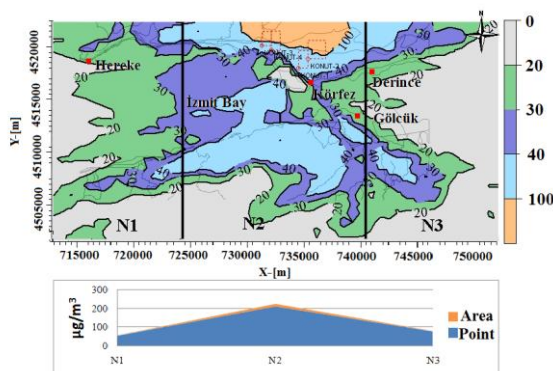 Y-[m]
4520000
4515000
4510000
4505000
Hereke
İzmit Bay
Körfez
Derince
Gölcük
KONUT-2
N1
N2
N3
20
30
40
100
715000 720000 725000 730000 735000 740000 745000 750000
X-[m]
0
20
30
40
100
N
µg/m³
300
200
100
0
N1 N2 N3
Area
Point